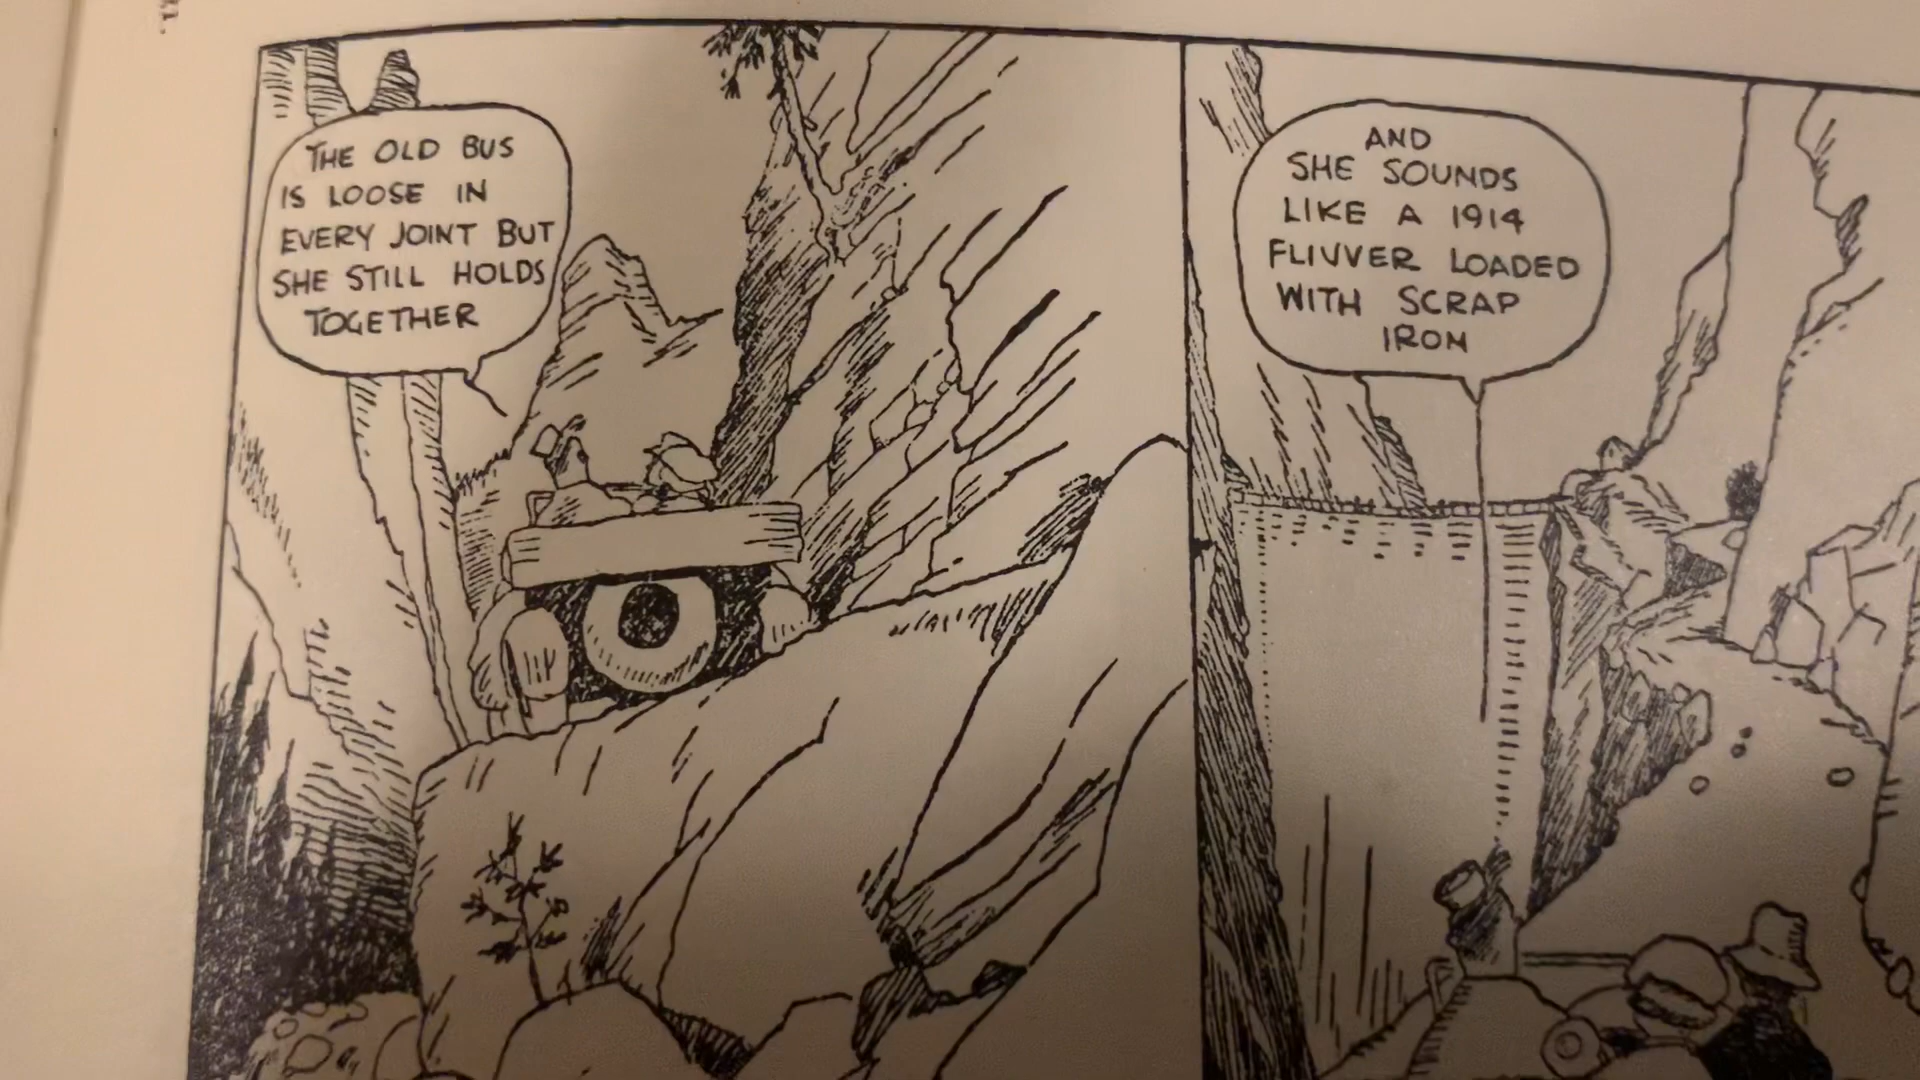 THE OLD BUS
IS LOOSE IN
EVERY JOINT BUT
SHE STILL HOLDS
TOGETHER
AND
SHE SOUNDS
LIKE A 1914
FLIVVER LOADED
WITH SCRAP
IRON